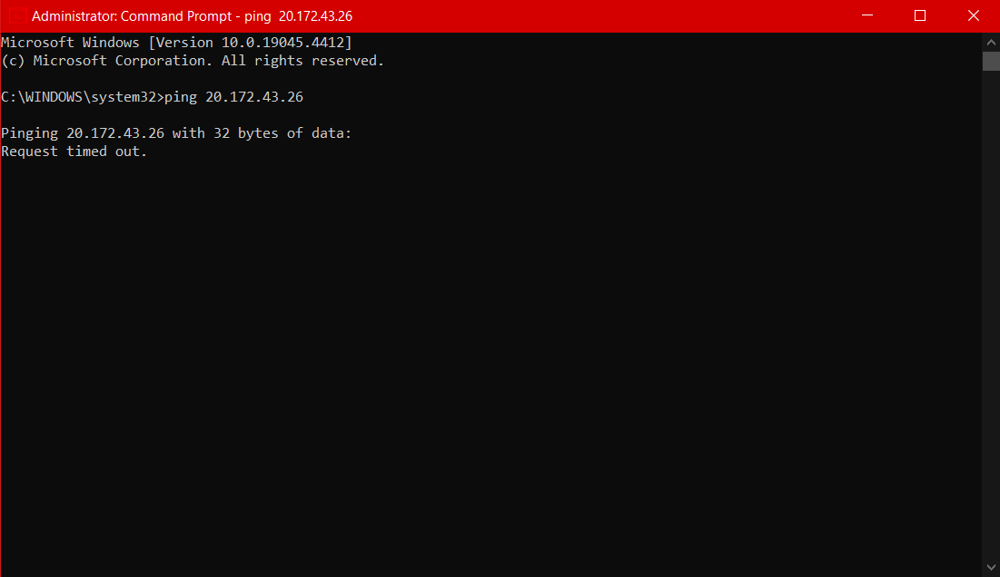 Administrator: Command Prompt - ping  20.172.43.26
Microsoft Windows [Version 10.0.19045.4412]
(c) Microsoft Corporation. All rights reserved.
C:\WINDOWS\system32>ping 20.172.43.26
Pinging 20.172.43.26 with 32 bytes of data:
Request timed out.